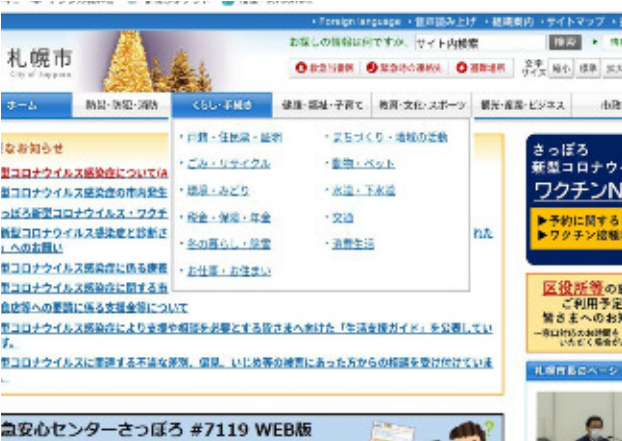 ・Foreign language ・音声読み上げ ・組織案内 ・サイトマップ
札幌市
City of Sapporo
お探しの情報は何ですか。 サイト内検索 検索
救急当番医 緊急時の連絡先 避難場所 文字サイズ 縮小 標準 拡大
ホーム 防災・防犯・消防 くらし・手続き 健康・福祉・子育て 教育・文化・スポーツ 観光・産業・ビジネス 市政
・戸籍・住民票・証明 ・まちづくり・地域の活動
・ごみ・リサイクル ・動物・ペット
・環境・みどり ・水道・下水道
・税金・保険・年金 ・交通
・冬の暮らし・除雪 ・消費生活
・お仕事・お住まい
なお知らせ
型コロナウイルス感染症について(A
型コロナウイルス感染症の市内発生
っぽろ新型コロナウイルス・ワクチ
新型コロナウイルス感染症と診断さ れた
へのお願い
型コロナウイルス感染症に係る療養
型コロナウイルス感染症に関する市
食店等への要請に係る支援金等について
型コロナウイルス感染症により支援や相談を必要とする皆さまへ向けた「生活支援ガイド」を公表してい
す。
型コロナウイルスに関連する不当な差別、偏見、いじめ等の被害にあった方からの相談を受け付けていま
急安心センターさっぽろ #7119 WEB版
さっぽろ
新型コロナウ
ワクチンN
▶予約に関する
▶ワクチン接種
区役所等の
ご利用予定
皆さまへのお知
札幌市長のページ